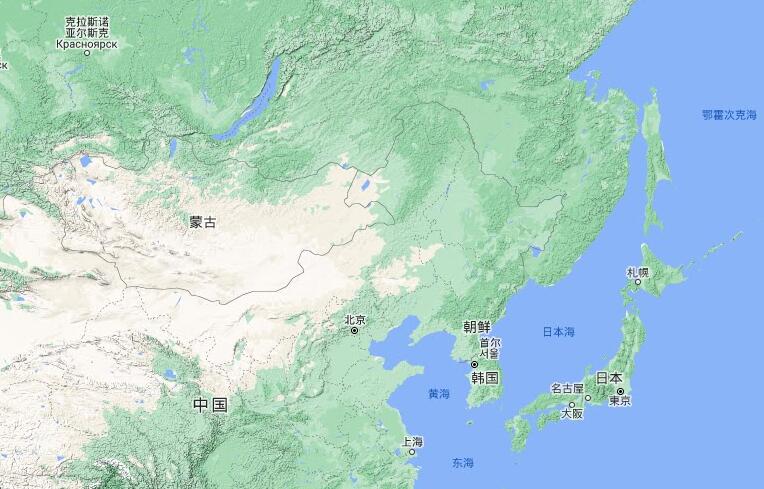 克拉斯诺
亚尔斯克
Красноярск
ск
鄂霍次克海
蒙古
札幌
北京
朝鲜
首尔
서울
日本海
韩国
名古屋
日本
東京
大阪
黄海
中国
上海
东海